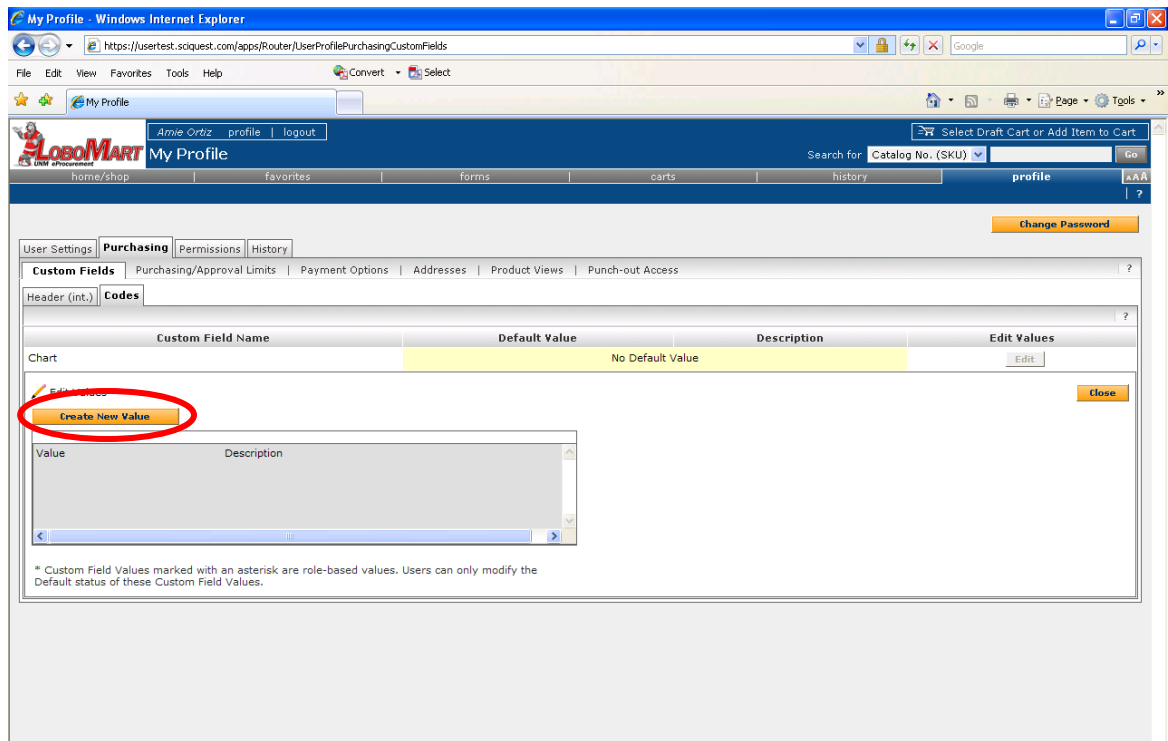 My Profile - Windows Internet Explorer
https://usertest.sciquest.com/apps/Router/UserProfilePurchasingCustomFields
Google
File Edit View Favorites Tools Help Convert Select
My Profile Page Tools
Amie Ortiz profile | logout Select Draft Cart or Add Item to Cart
LOBOMART My Profile Search for Catalog No. (SKU) Go
UNM eProcurement
home/shop | favorites | forms | carts | history profile AAA
| ?
Change Password
User Settings Purchasing Permissions History
Custom Fields Purchasing/Approval Limits | Payment Options | Addresses | Product Views | Punch-out Access ?
Header (int.) Codes
?
Custom Field Name Default Value Description Edit Values
Chart No Default Value Edit
Edit Values Close
Create New Value
Value Description
* Custom Field Values marked with an asterisk are role-based values. Users can only modify the
Default status of these Custom Field Values.